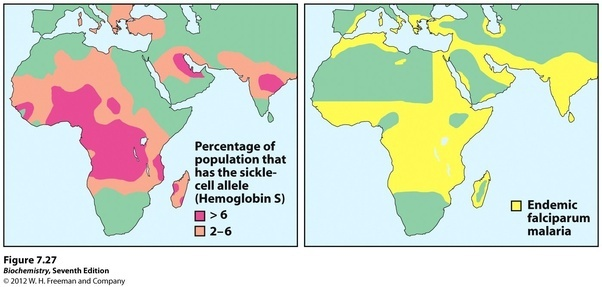 Percentage of
population that
has the sickle-
cell allele
(Hemoglobin S)
> 6
2–6
Endemic
falciparum
malaria
Figure 7.27
Biochemistry, Seventh Edition
© 2012 W. H. Freeman and Company